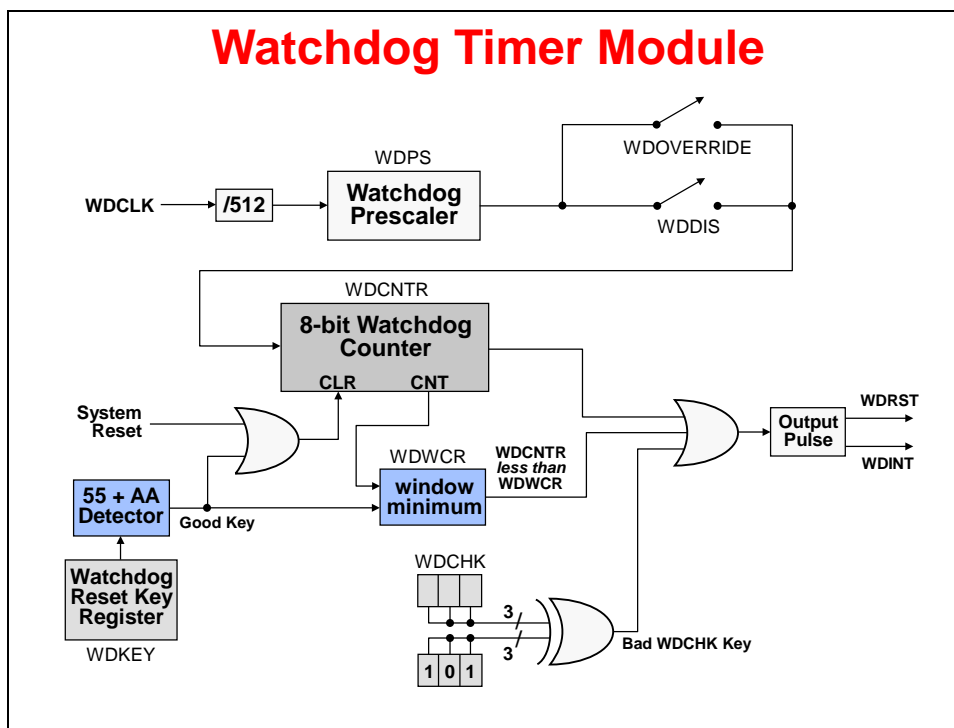 Watchdog Timer Module
WDOVERRIDE
WDPS
WDCLK
/512
Watchdog
Prescaler
WDDIS
WDCNTR
8-bit Watchdog
Counter
CLR
CNT
System
Reset
WDRST
Output
Pulse
WDINT
WDWCR
WDCNTR
less than
WDWCR
window
minimum
55 + AA
Detector
Good Key
WDCHK
Watchdog
Reset Key
Register
WDKEY
3
3
Bad WDCHK Key
1 0 1